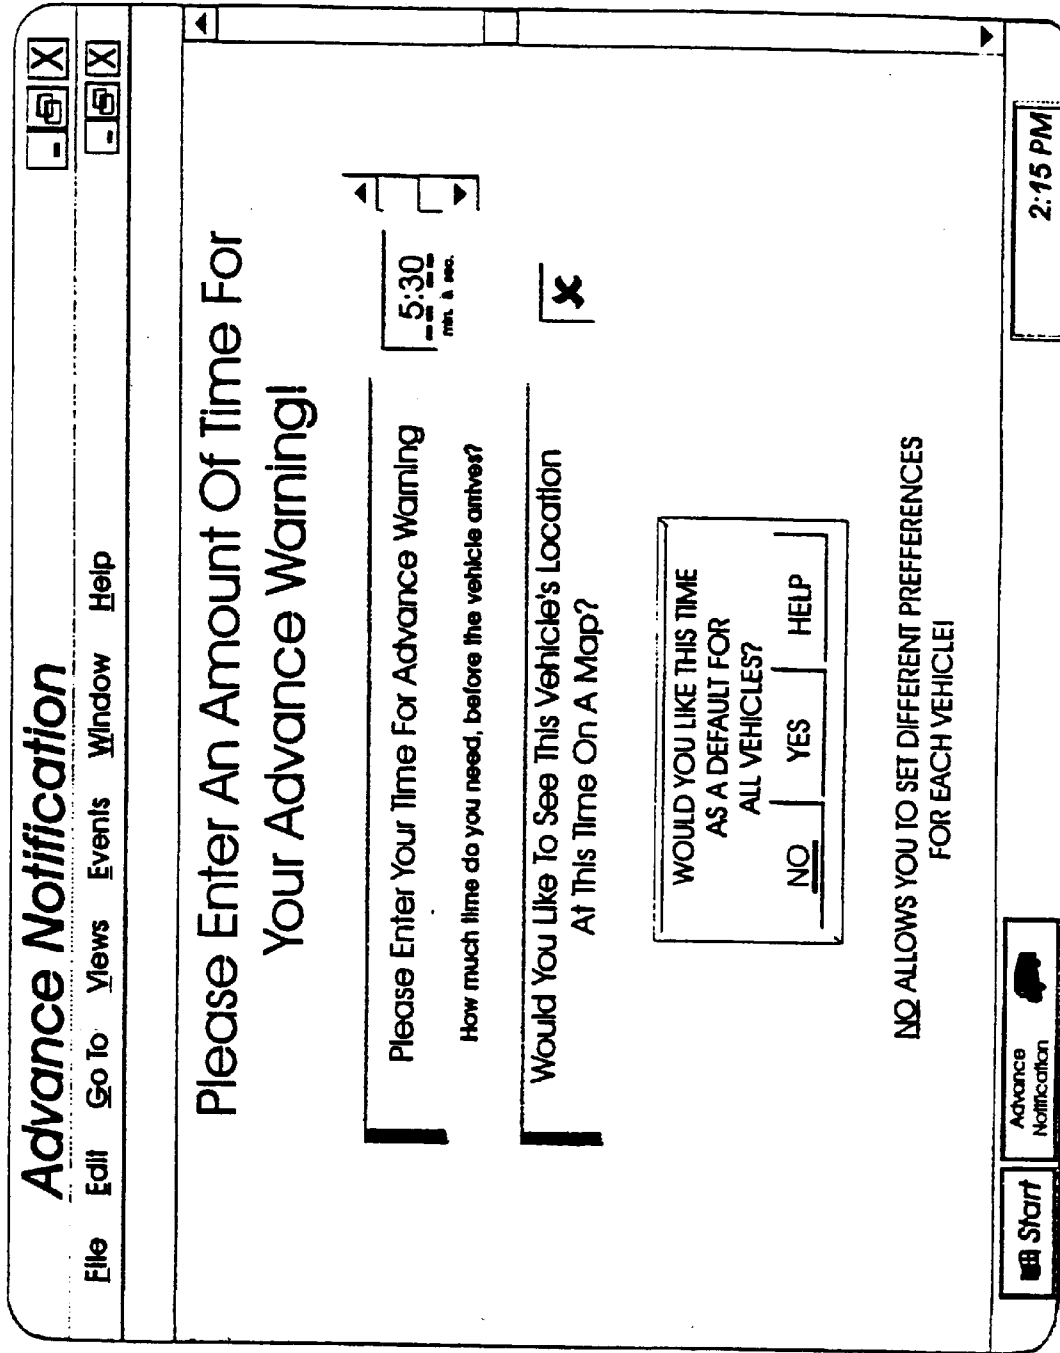 Advance Notification
File Edit Go To Views Events Window Help
Please Enter An Amount Of Time For
Your Advance Warning!
Please Enter Your Time For Advance Warning
5:30
min. & sec.
How much time do you need, before the vehicle arrives?
Would You Like To See This Vehicle's Location
At This Time On A Map?
WOULD YOU LIKE THIS TIME
AS A DEFAULT FOR
ALL VEHICLES?
NO YES HELP
NO ALLOWS YOU TO SET DIFFERENT PREFFERENCES
FOR EACH VEHICLE!
Start
Advance
Notification
2:15 PM